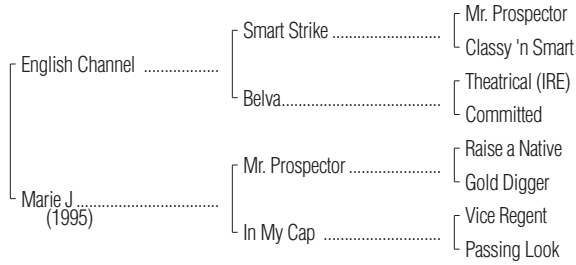 Mr. Prospector
Smart Strike
Classy 'n Smart
English Channel
Theatrical (IRE)
Belva
Committed
Raise a Native
Mr. Prospector
Gold Digger
Marie J
(1995)
Vice Regent
In My Cap
Passing Look